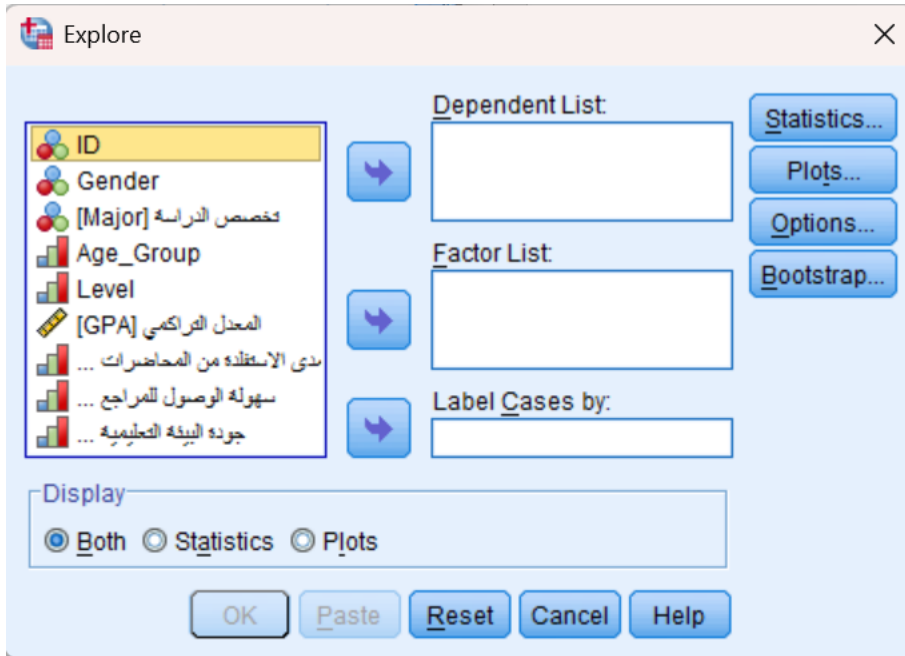 Explore
Dependent List:
ID
Gender
تخصص الدراسة [Major]
Age_Group
Level
المعدل التراكمي [GPA]
مدى الاستفادة من المحاضرات ...
سهولة الوصول للمراجع ...
جودة البيئة التعليمية ...
Factor List:
Label Cases by:
Statistics...
Plots...
Options...
Bootstrap...
Display
Both Statistics Plots
OK Paste Reset Cancel Help